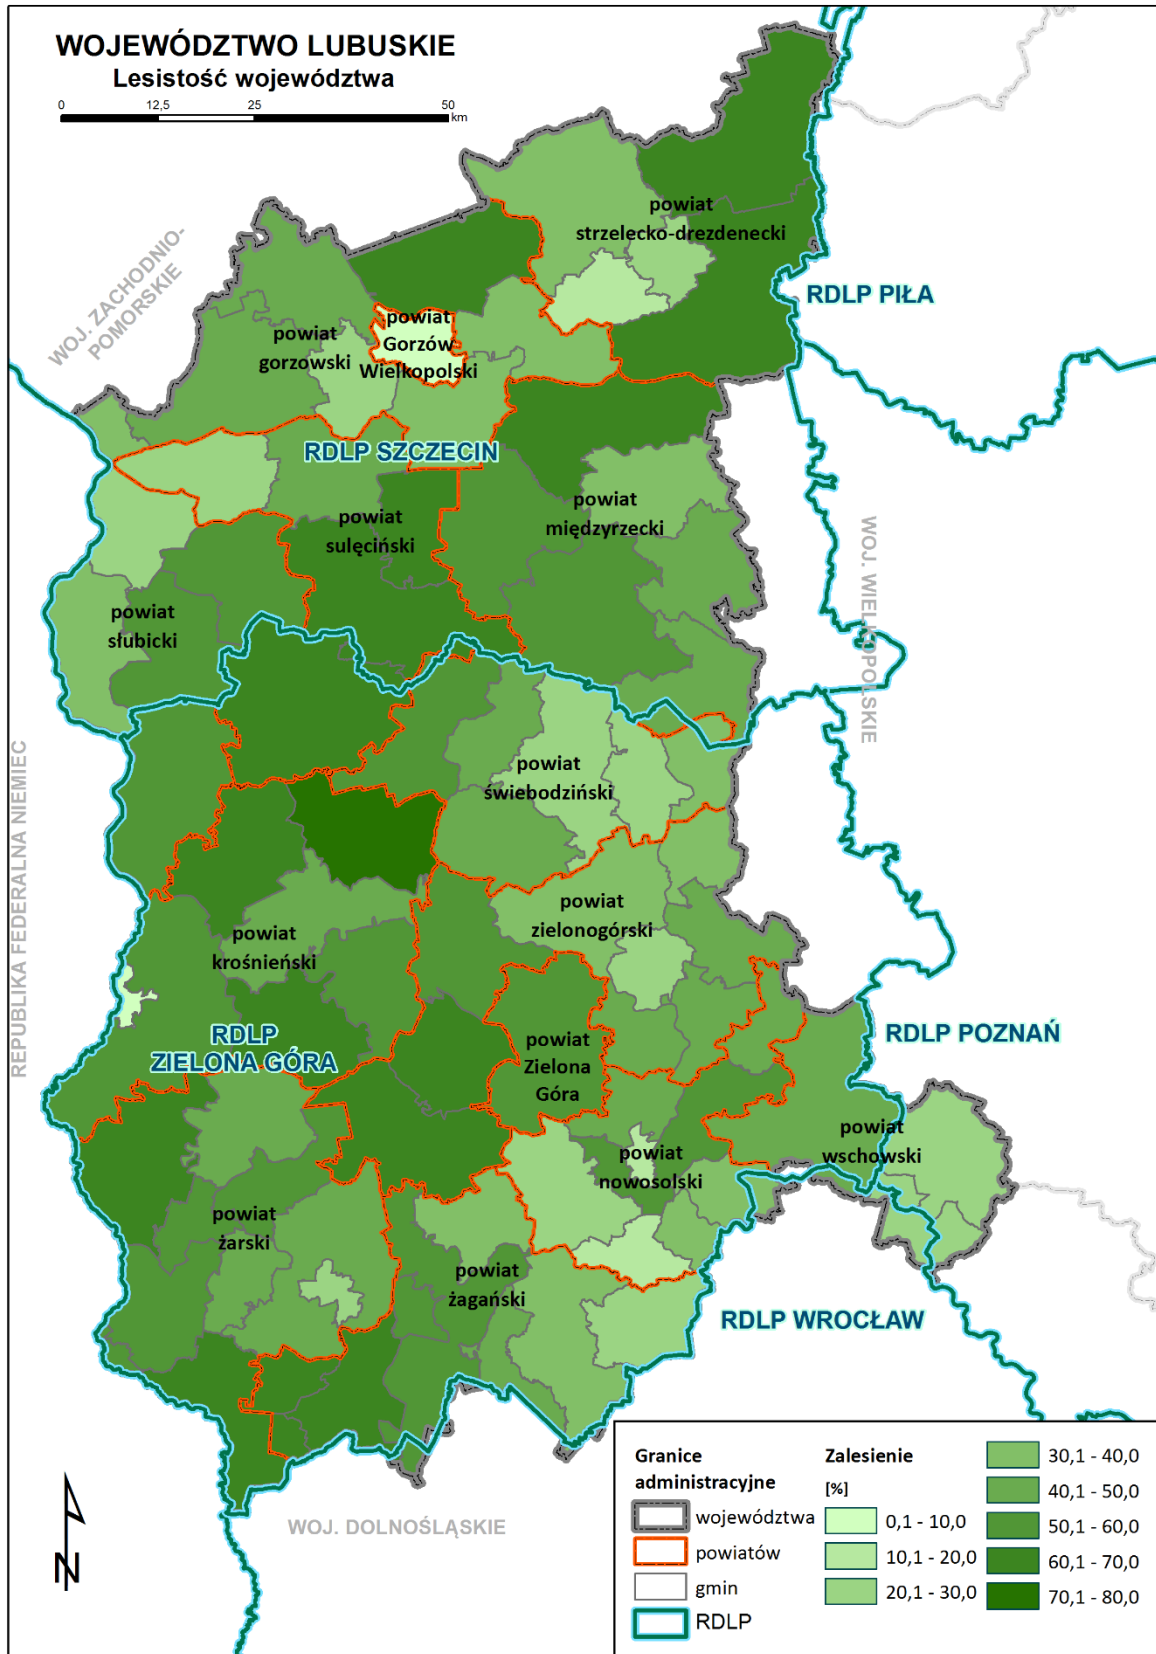 WOJEWÓDZTWO LUBUSKIE
Lesistość województwa
0 12,5 25 50
km
WOJ. ZACHODNIO-
POMORSKIE
powiat
strzelecko-drezdenecki
RDLP PIŁA
powiat
Gorzów
Wielkopolski
powiat
gorzowski
RDLP SZCZECIN
powiat
międzyrzecki
powiat
sulęciński
WOJ. WIELKOPOLSKIE
powiat
słubicki
REPUBLIKA FEDERALNA NIEMIEC
powiat
świebodziński
powiat
zielonogórski
powiat
krośnieński
RDLP
ZIELONA GÓRA
powiat
Zielona
Góra
RDLP POZNAŃ
powiat
wschowski
powiat
nowosolski
powiat
żarski
powiat
żagański
RDLP WROCŁAW
WOJ. DOLNOŚLĄSKIE
N
Granice
administracyjne
województwa
powiatów
gmin
RDLP
Zalesienie
[%]
0,1 - 10,0
10,1 - 20,0
20,1 - 30,0
30,1 - 40,0
40,1 - 50,0
50,1 - 60,0
60,1 - 70,0
70,1 - 80,0